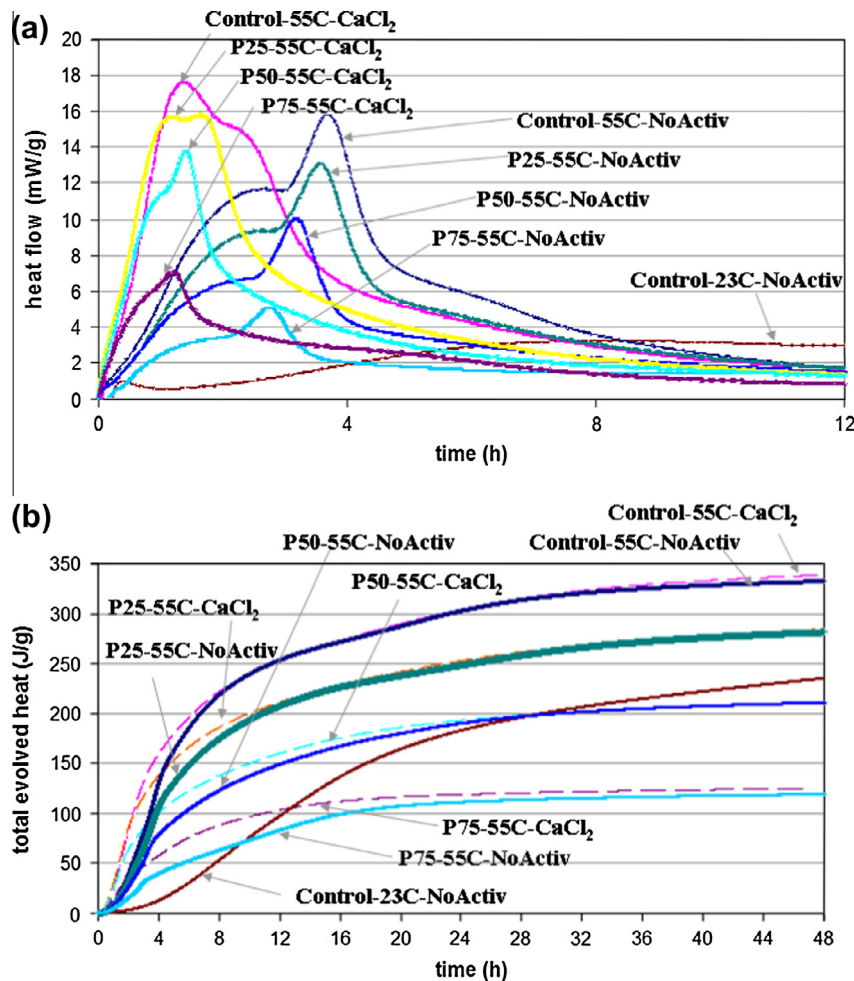 (a)
Control-55C-CaCl₂
P25-55C-CaCl₂
P50-55C-CaCl₂
P75-55C-CaCl₂
Control-55C-NoActiv
P25-55C-NoActiv
P50-55C-NoActiv
P75-55C-NoActiv
Control-23C-NoActiv
heat flow (mW/g)
20
18
16
14
12
10
8
6
4
2
0
0 4 8 12
time (h)
(b)
Control-55C-CaCl₂
P50-55C-NoActiv
Control-55C-NoActiv
P50-55C-CaCl₂
P25-55C-CaCl₂
P25-55C-NoActiv
P75-55C-CaCl₂
P75-55C-NoActiv
Control-23C-NoActiv
total evolved heat (J/g)
350
300
250
200
150
100
50
0
0 4 8 12 16 20 24 28 32 36 40 44 48
time (h)